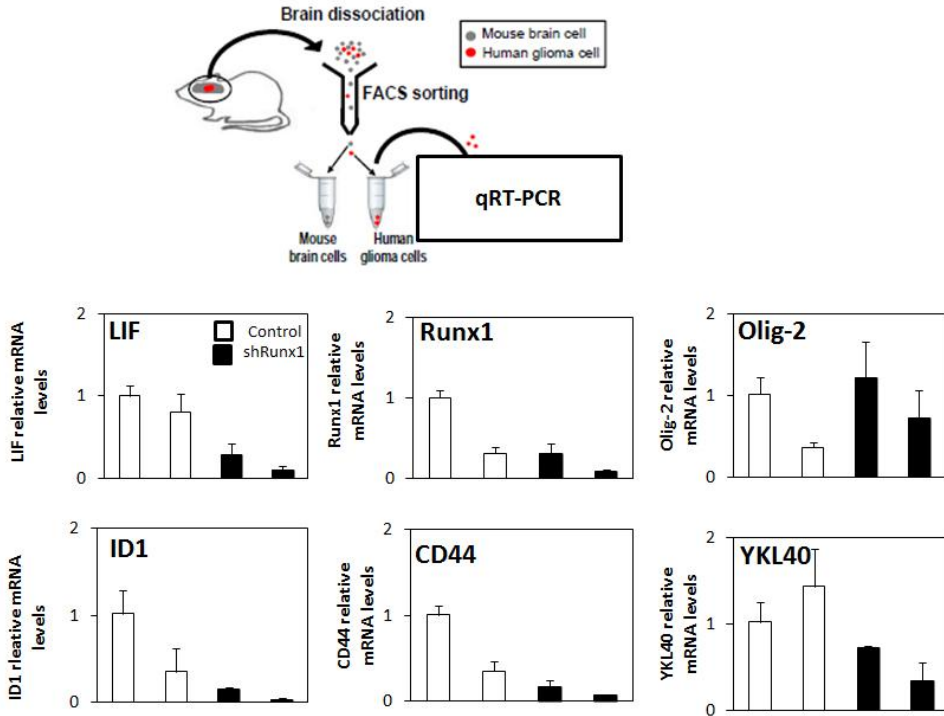 Brain dissociation
Mouse brain cell
Human glioma cell
FACS sorting
qRT-PCR
Mouse
brain cells
Human
glioma cells
LIF relative mRNA
levels
2
1
0
LIF
Control
shRunx1
Runx1 relative
mRNA levels
2
1
0
Runx1
Olig-2 relative
mRNA levels
2
1
0
Olig-2
ID1 rleative mRNA
levels
2
1
0
ID1
CD44 relative
mRNA levels
2
1
0
CD44
YKL40 relative
mRNA levels
2
1
0
YKL40